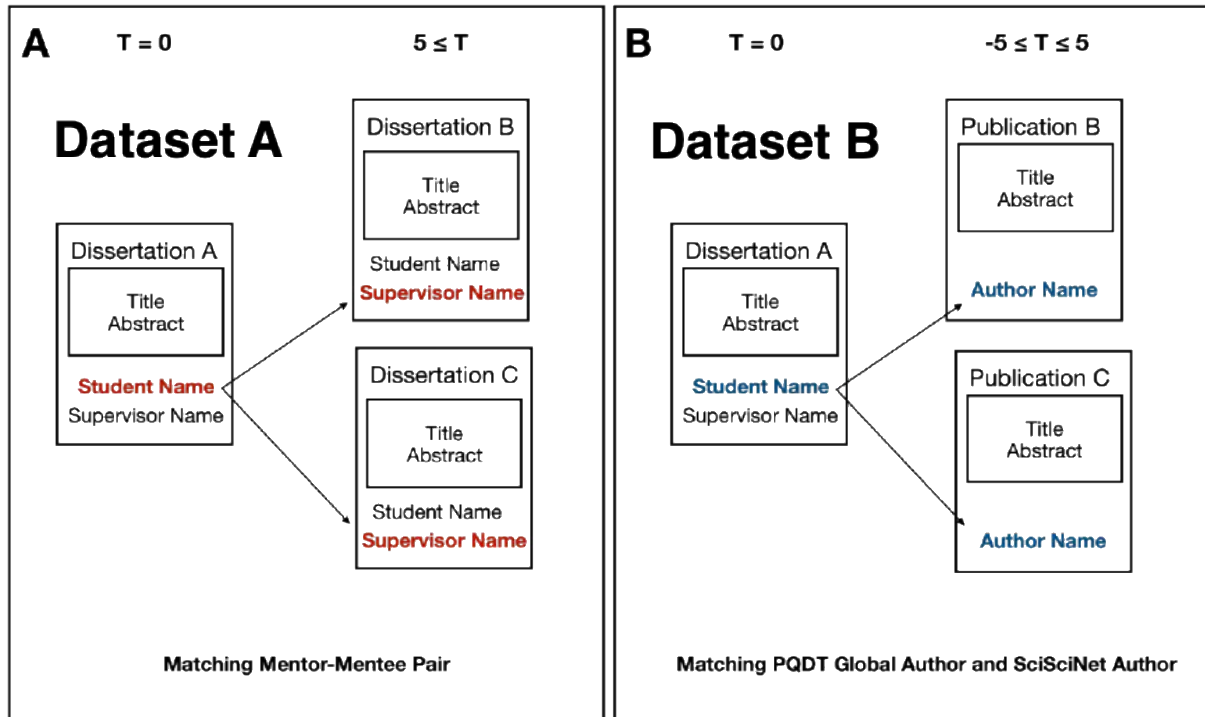 A
T = 0
5 ≤ T
Dataset A
Dissertation A
Title
Abstract
Student Name
Supervisor Name
Dissertation B
Title
Abstract
Student Name
Supervisor Name
Dissertation C
Title
Abstract
Student Name
Supervisor Name
Matching Mentor-Mentee Pair
B
T = 0
-5 ≤ T ≤ 5
Dataset B
Dissertation A
Title
Abstract
Student Name
Supervisor Name
Publication B
Title
Abstract
Author Name
Publication C
Title
Abstract
Author Name
Matching PQDT Global Author and SciSciNet Author